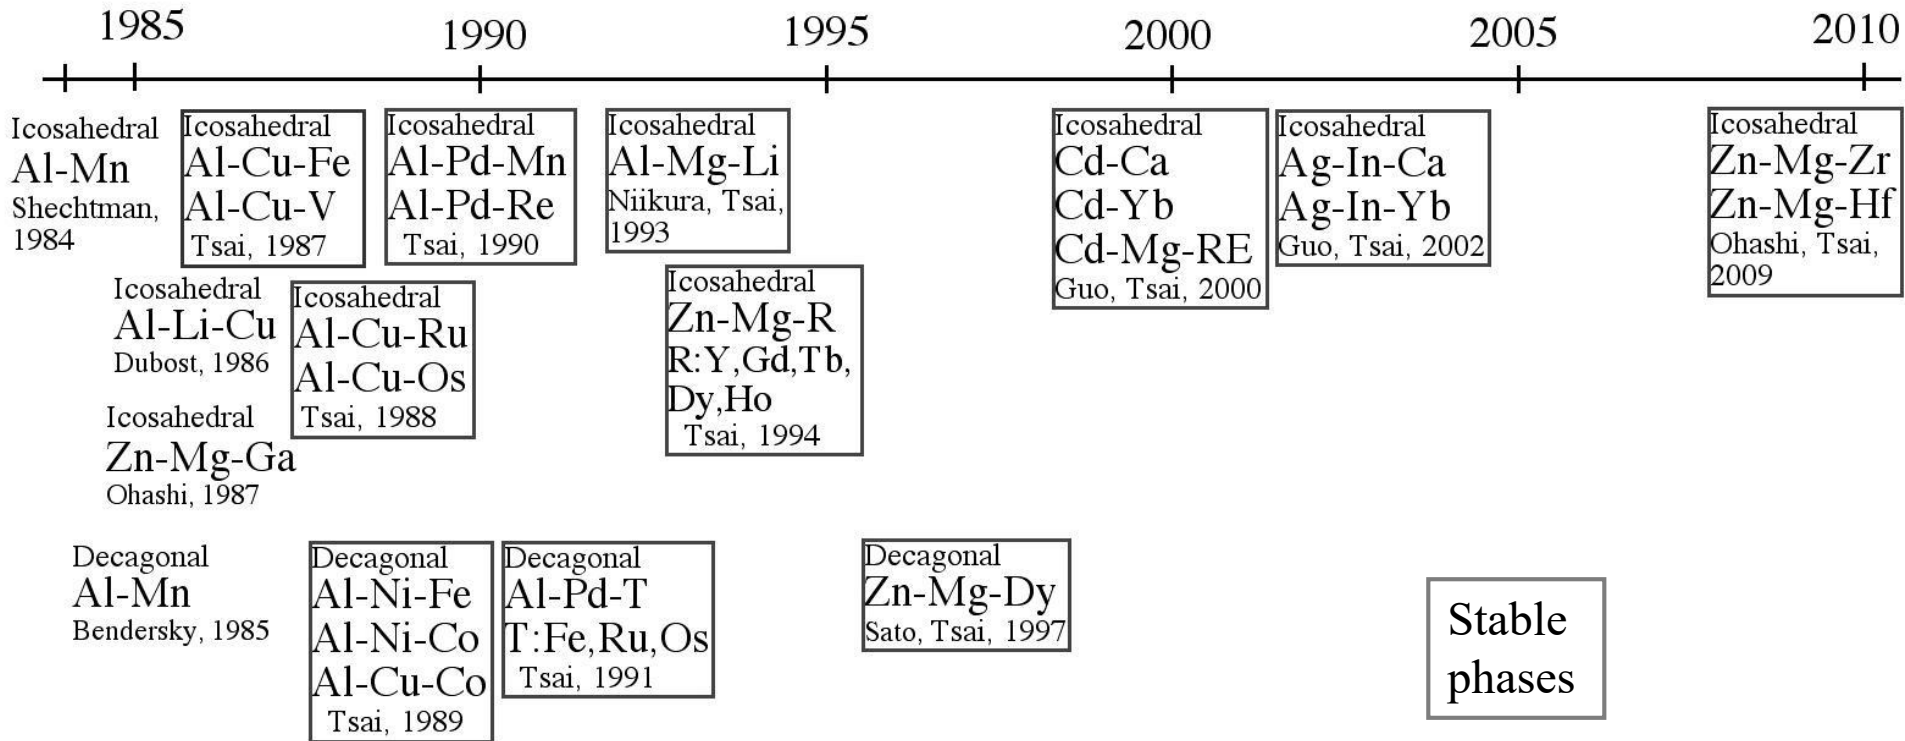 1985
1990
1995
2000
2005
2010
Icosahedral
Al-Mn
Shechtman,
1984
Icosahedral
Al-Cu-Fe
Al-Cu-V
Tsai, 1987
Icosahedral
Al-Pd-Mn
Al-Pd-Re
Tsai, 1990
Icosahedral
Al-Mg-Li
Niikura, Tsai,
1993
Icosahedral
Cd-Ca
Cd-Yb
Cd-Mg-RE
Guo, Tsai, 2000
Icosahedral
Ag-In-Ca
Ag-In-Yb
Guo, Tsai, 2002
Icosahedral
Zn-Mg-Zr
Zn-Mg-Hf
Ohashi, Tsai,
2009
Icosahedral
Al-Li-Cu
Dubost, 1986
Icosahedral
Al-Cu-Ru
Al-Cu-Os
Tsai, 1988
Icosahedral
Zn-Mg-R
R:Y,Gd,Tb,
Dy,Ho
Tsai, 1994
Icosahedral
Zn-Mg-Ga
Ohashi, 1987
Decagonal
Al-Mn
Bendersky, 1985
Decagonal
Al-Ni-Fe
Al-Ni-Co
Al-Cu-Co
Tsai, 1989
Decagonal
Al-Pd-T
T:Fe,Ru,Os
Tsai, 1991
Decagonal
Zn-Mg-Dy
Sato, Tsai, 1997
Stable
phases